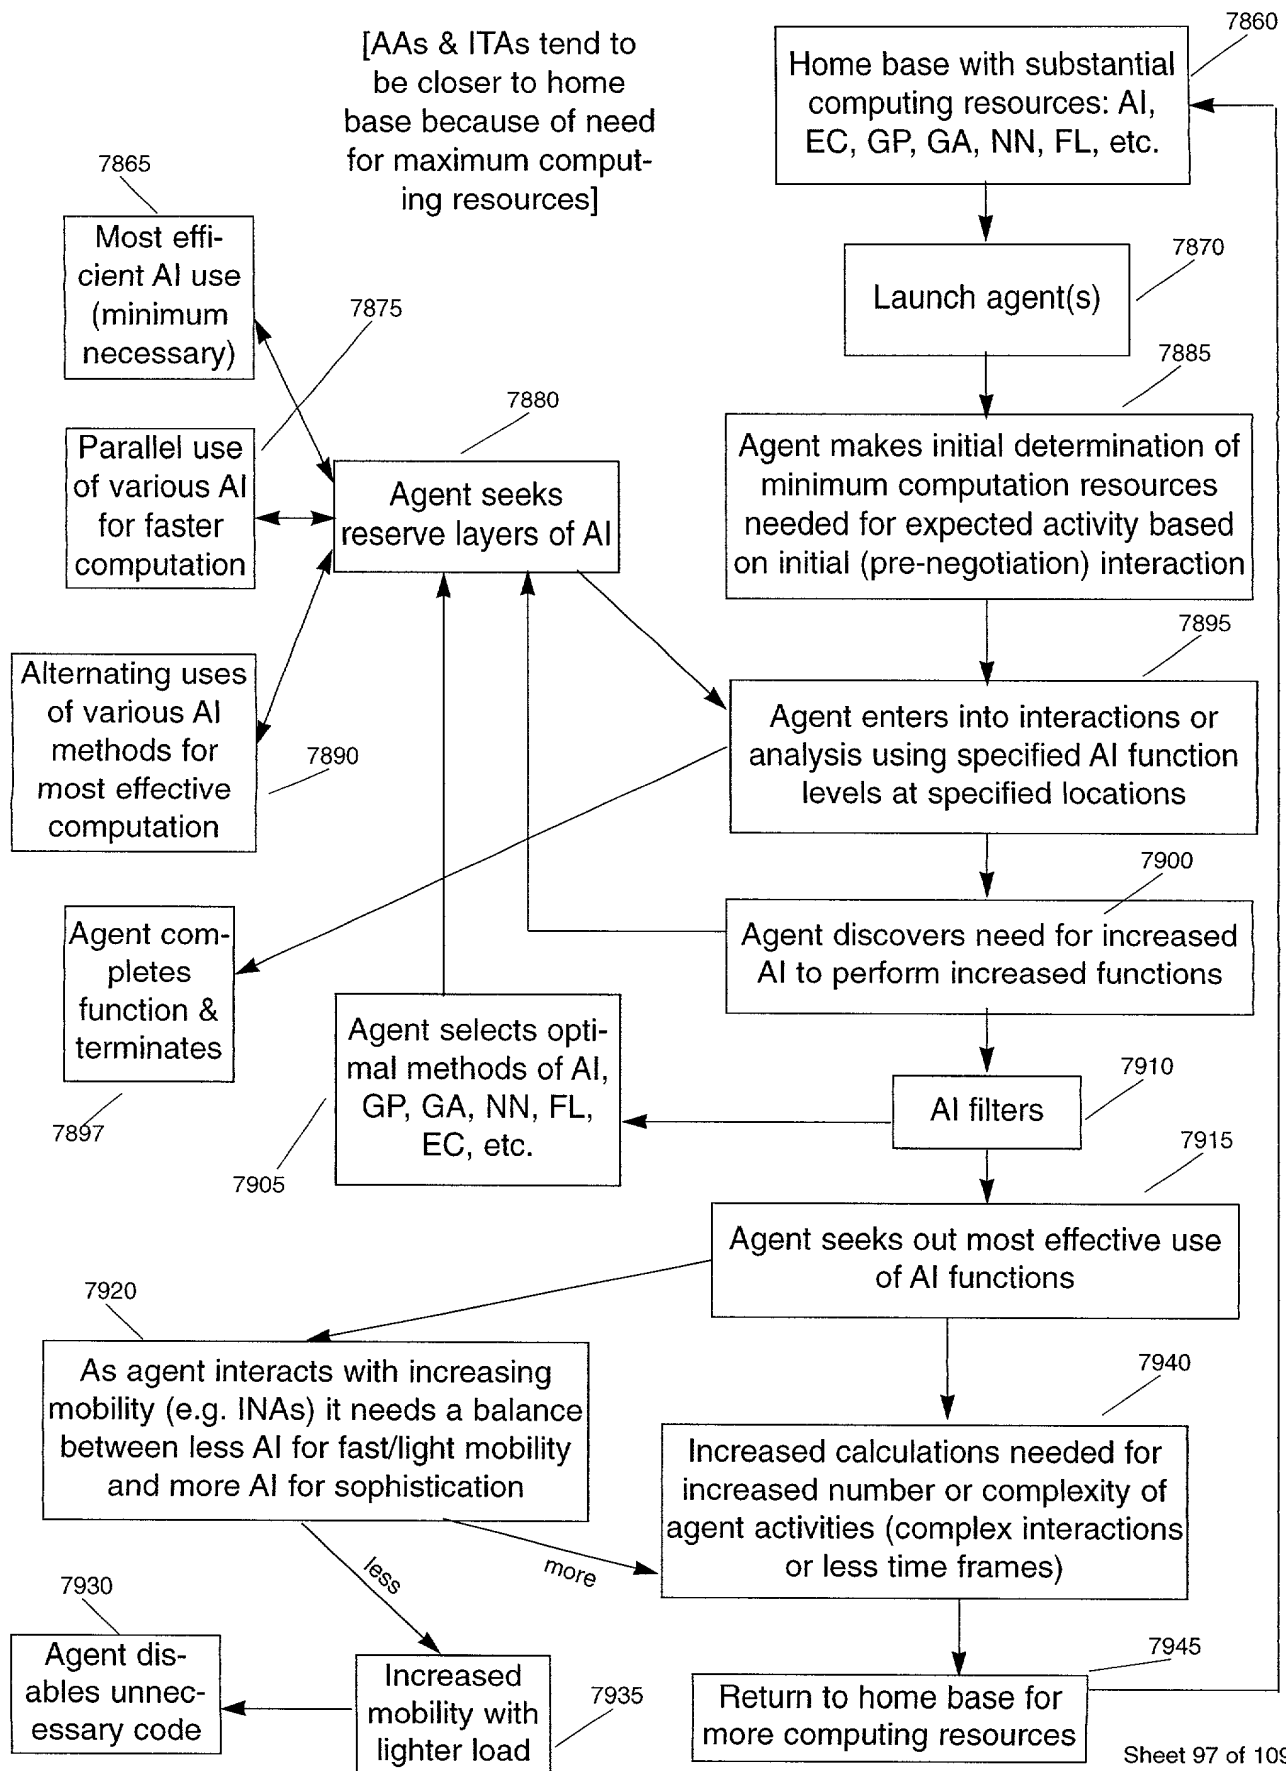 [AAs & ITAs tend to
be closer to home
base because of need
for maximum comput-
ing resources]
7860
Home base with substantial
computing resources: AI,
EC, GP, GA, NN, FL, etc.
7865
Most effi-
cient AI use
(minimum
necessary)
7870
Launch agent(s)
7875
Parallel use
of various AI
for faster
computation
7880
Agent seeks
reserve layers of AI
7885
Agent makes initial determination of
minimum computation resources
needed for expected activity based
on initial (pre-negotiation) interaction
7890
Alternating uses
of various AI
methods for
most effective
computation
7895
Agent enters into interactions or
analysis using specified AI function
levels at specified locations
Agent com-
pletes
function &
terminates
7897
7900
Agent discovers need for increased
AI to perform increased functions
Agent selects opti-
mal methods of AI,
GP, GA, NN, FL,
EC, etc.
7905
7910
AI filters
7915
Agent seeks out most effective use
of AI functions
7920
As agent interacts with increasing
mobility (e.g. INAs) it needs a balance
between less AI for fast/light mobility
and more AI for sophistication
less
more
7940
Increased calculations needed for
increased number or complexity of
agent activities (complex interactions
or less time frames)
7930
Agent dis-
ables unnec-
essary code
7935
Increased
mobility with
lighter load
7945
Return to home base for
more computing resources
Sheet 97 of 109